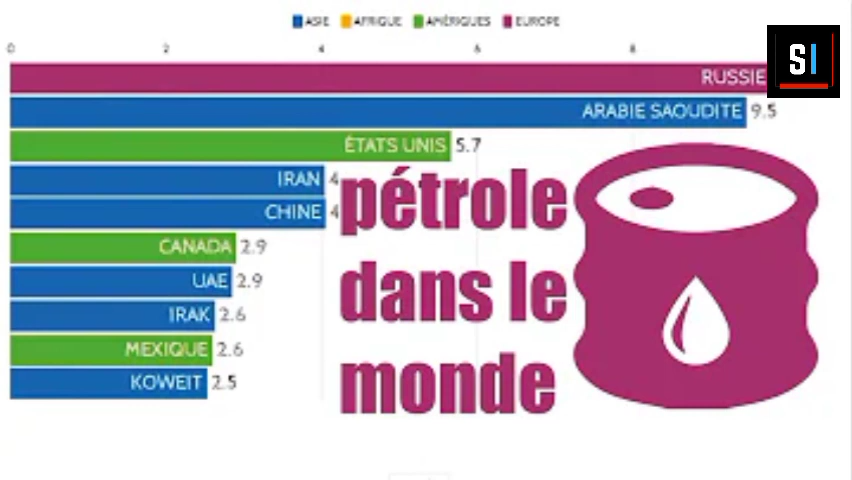 ASIE AFRIQUE AMÉRIQUES EUROPE
0 2 4 6 8
RUSSIE
SI
ARABIE SAOUDITE 9.5
ÉTATS UNIS 5.7
IRAN 4
CHINE 4
CANADA 2.9
UAE 2.9
IRAK 2.6
MEXIQUE 2.6
KOWEIT 2.5
pétrole
dans le
monde